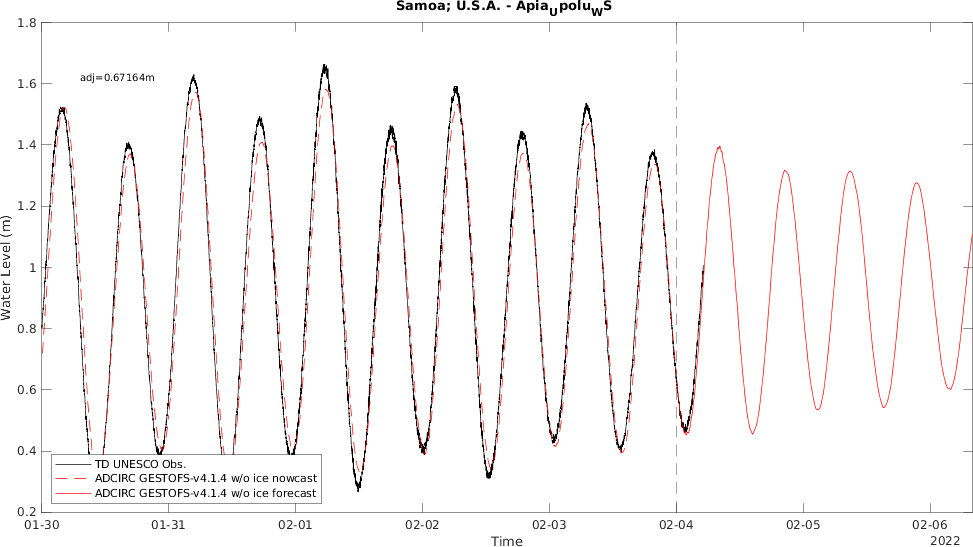 Samoa; U.S.A. - ApiaUpoluWS
1.8
1.6
1.4
1.2
1
0.8
0.6
0.4
0.2
Water Level (m)
adj=0.67164m
TD UNESCO Obs.
ADCIRC GESTOFS-v4.1.4 w/o ice nowcast
ADCIRC GESTOFS-v4.1.4 w/o ice forecast
01-30 01-31 02-01 02-02 02-03 02-04 02-05 02-06
Time
2022